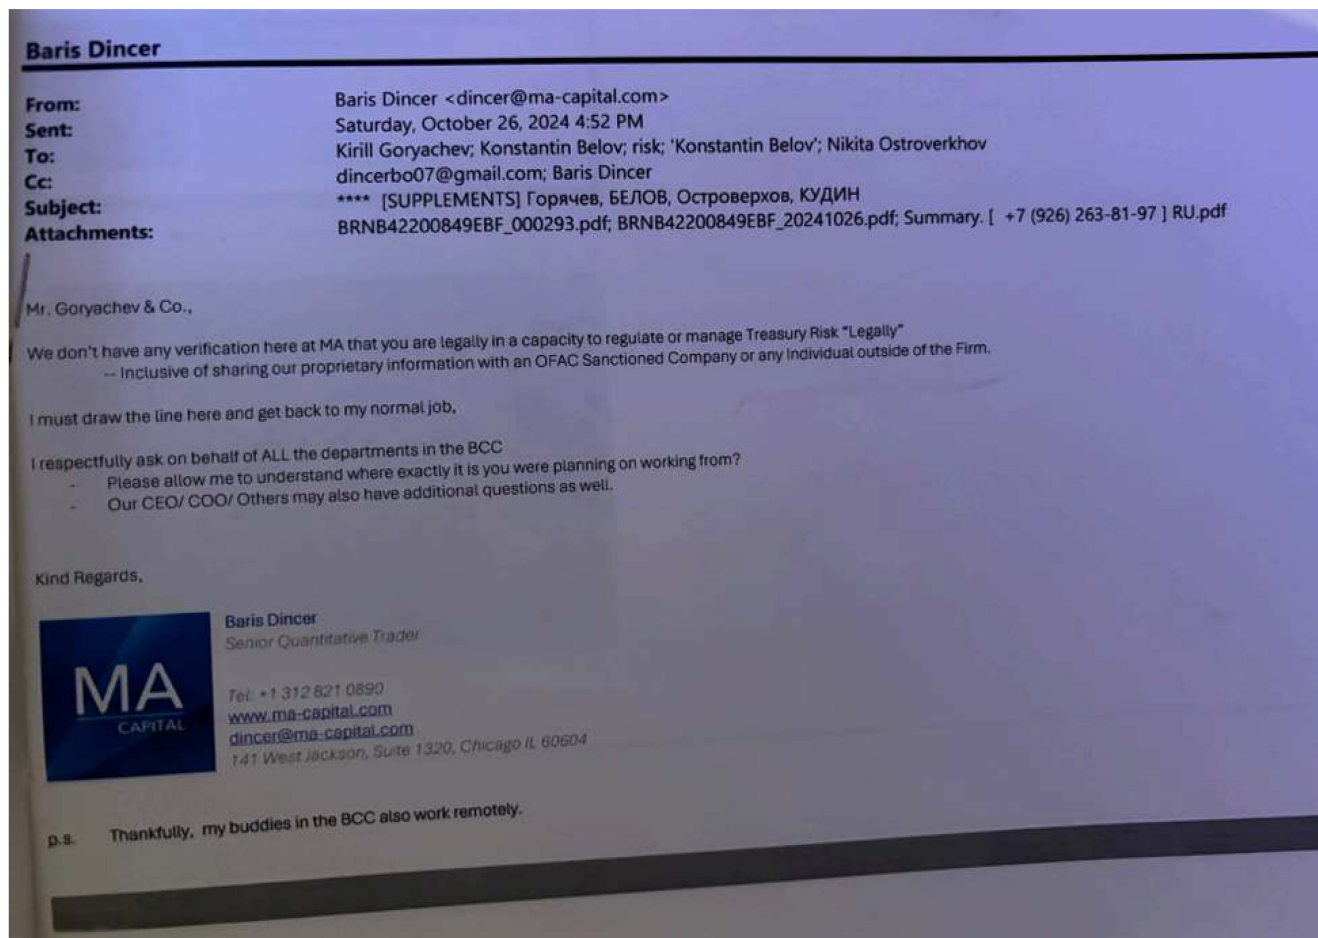 Baris Dincer
From: Baris Dincer <dincer@ma-capital.com>
Sent: Saturday, October 26, 2024 4:52 PM
To: Kirill Goryachev; Konstantin Belov; risk; 'Konstantin Belov'; Nikita Ostroverkhov
Cc: dincerbo07@gmail.com; Baris Dincer
Subject: **** [SUPPLEMENTS] Горячев, БЕЛОВ, Островерхов, КУДИН
Attachments: BRNB42200849EBF_000293.pdf; BRNB42200849EBF_20241026.pdf; Summary. [ +7 (926) 263-81-97 ] RU.pdf
Mr. Goryachev & Co.,
We don't have any verification here at MA that you are legally in a capacity to regulate or manage Treasury Risk "Legally"
-- Inclusive of sharing our proprietary information with an OFAC Sanctioned Company or any Individual outside of the Firm.
I must draw the line here and get back to my normal job,
I respectfully ask on behalf of ALL the departments in the BCC
- Please allow me to understand where exactly it is you were planning on working from?
- Our CEO/ COO/ Others may also have additional questions as well.
Kind Regards,
MA
CAPITAL
Baris Dincer
Senior Quantitative Trader
Tel: +1 312 821 0890
www.ma-capital.com
dincer@ma-capital.com
141 West Jackson, Suite 1320, Chicago IL 60604
p.s. Thankfully, my buddies in the BCC also work remotely.